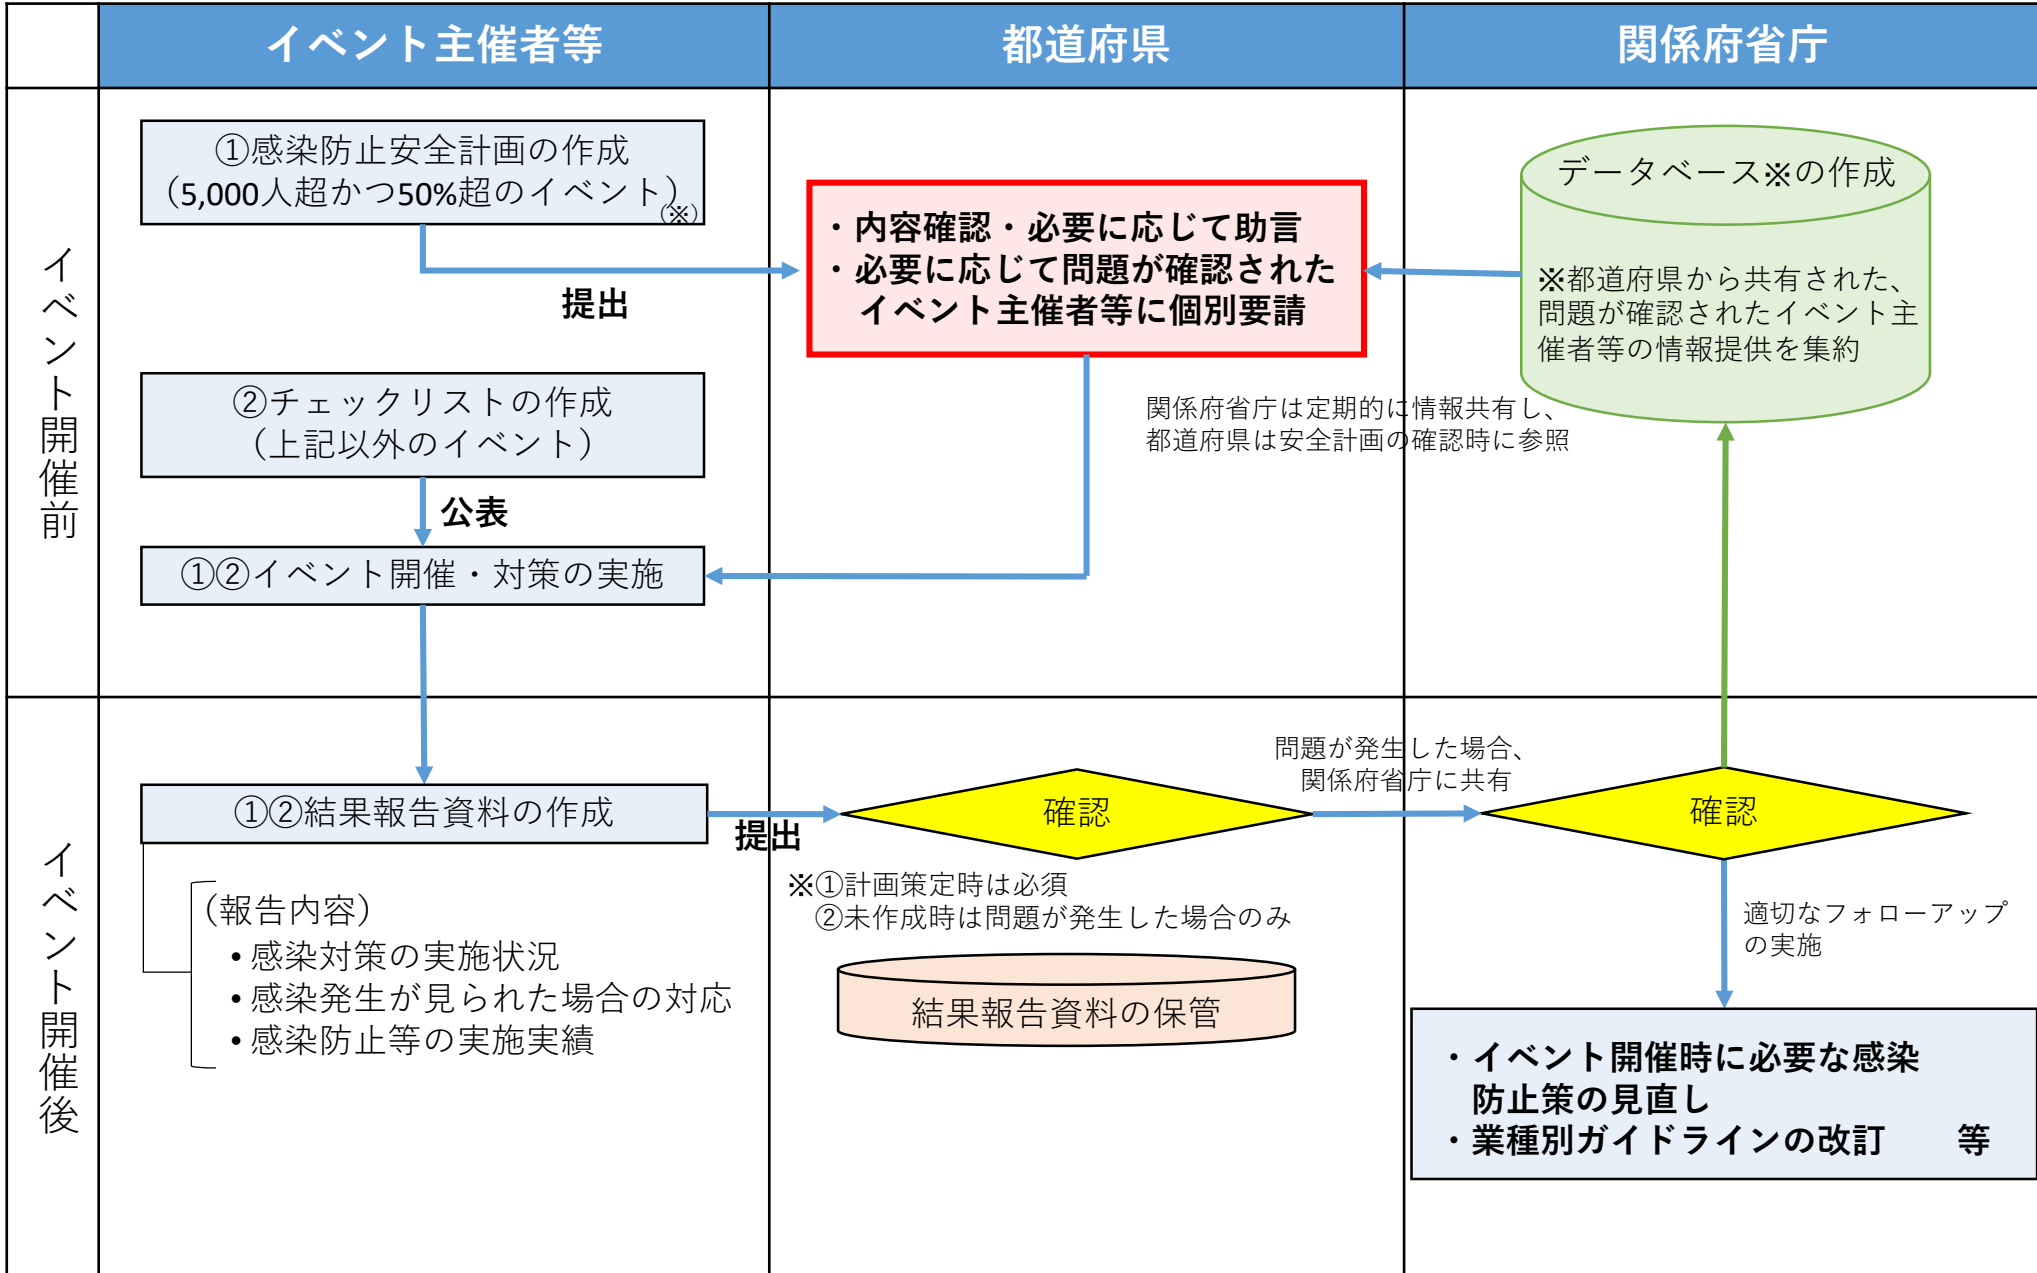 イベント主催者等
都道府県
関係府省庁
イベント開催前
①感染防止安全計画の作成
（5,000人超かつ50%超のイベント）
(※)
提出
②チェックリストの作成
（上記以外のイベント）
公表
①②イベント開催・対策の実施
・内容確認・必要に応じて助言
・必要に応じて問題が確認された
イベント主催者等に個別要請
関係府省庁は定期的に情報共有し、
都道府県は安全計画の確認時に参照
データベース※の作成
※都道府県から共有された、
問題が確認されたイベント主
催者等の情報提供を集約
イベント開催後
①②結果報告資料の作成
提出
（報告内容）
• 感染対策の実施状況
• 感染発生が見られた場合の対応
• 感染防止等の実施実績
確認
※①計画策定時は必須
②未作成時は問題が発生した場合のみ
結果報告資料の保管
問題が発生した場合、
関係府省庁に共有
確認
適切なフォローアップ
の実施
・イベント開催時に必要な感染
防止策の見直し
・業種別ガイドラインの改訂　　等